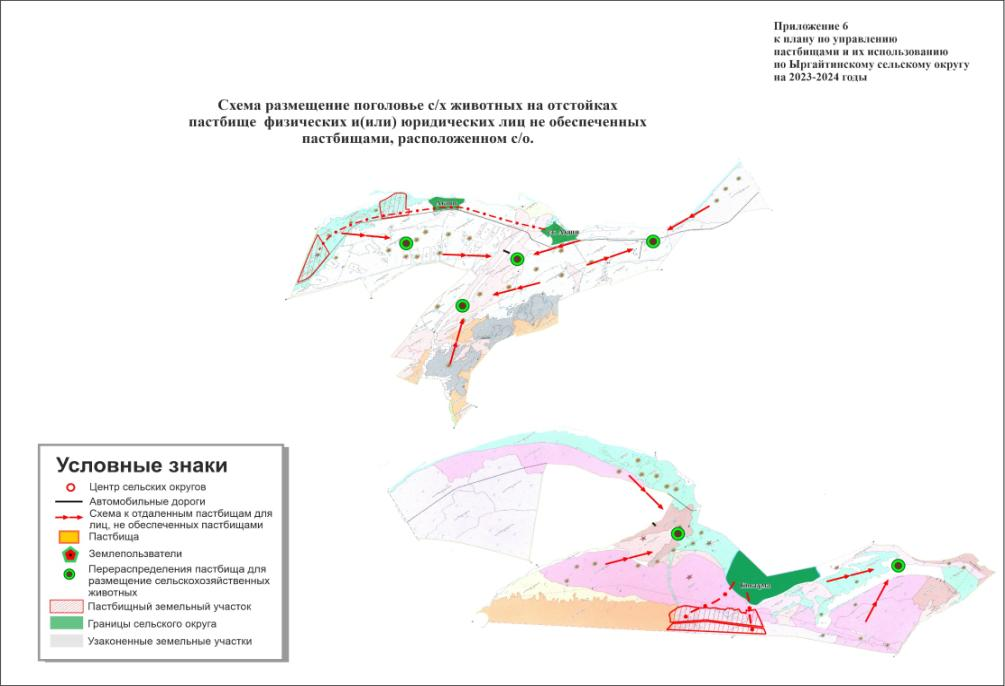 Приложение 6
к плану по управлению
пастбищами и их использованию
по Ыргайтинскому сельскому округу
на 2023-2024 годы
Схема размещение поголовье с/х животных на отстойках
пастбище физических и(или) юридических лиц не обеспеченных
пастбищами, расположенном с/о.
Условные знаки
Центр сельских округов
Автомобильные дороги
Схема к отдаленным пастбищам для
лиц, не обеспеченных пастбищами
Пастбища
Землепользватели
Перераспределения пастбища для
размещение сельскохозяйственных
животных
Пастбищный земельный участок
Границы сельского округа
Узаконенные земельные участки